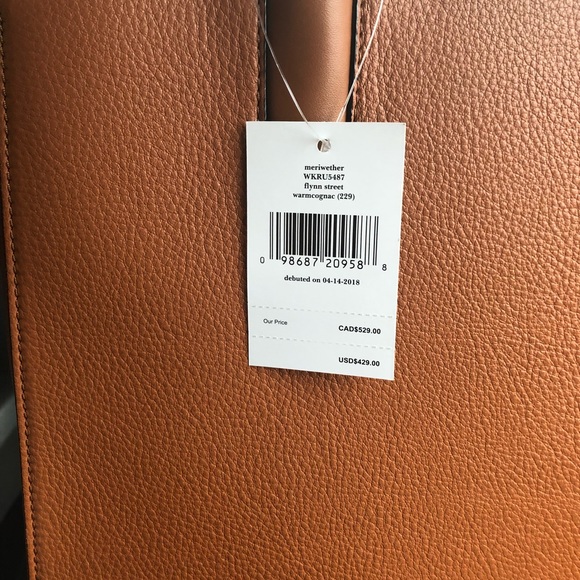 meriwether
WKRU5487
flynn street
warmcognac (229)
0 98687 20958 8
debuted on 04-14-2018
Our Price CAD$529.00
USD$429.00